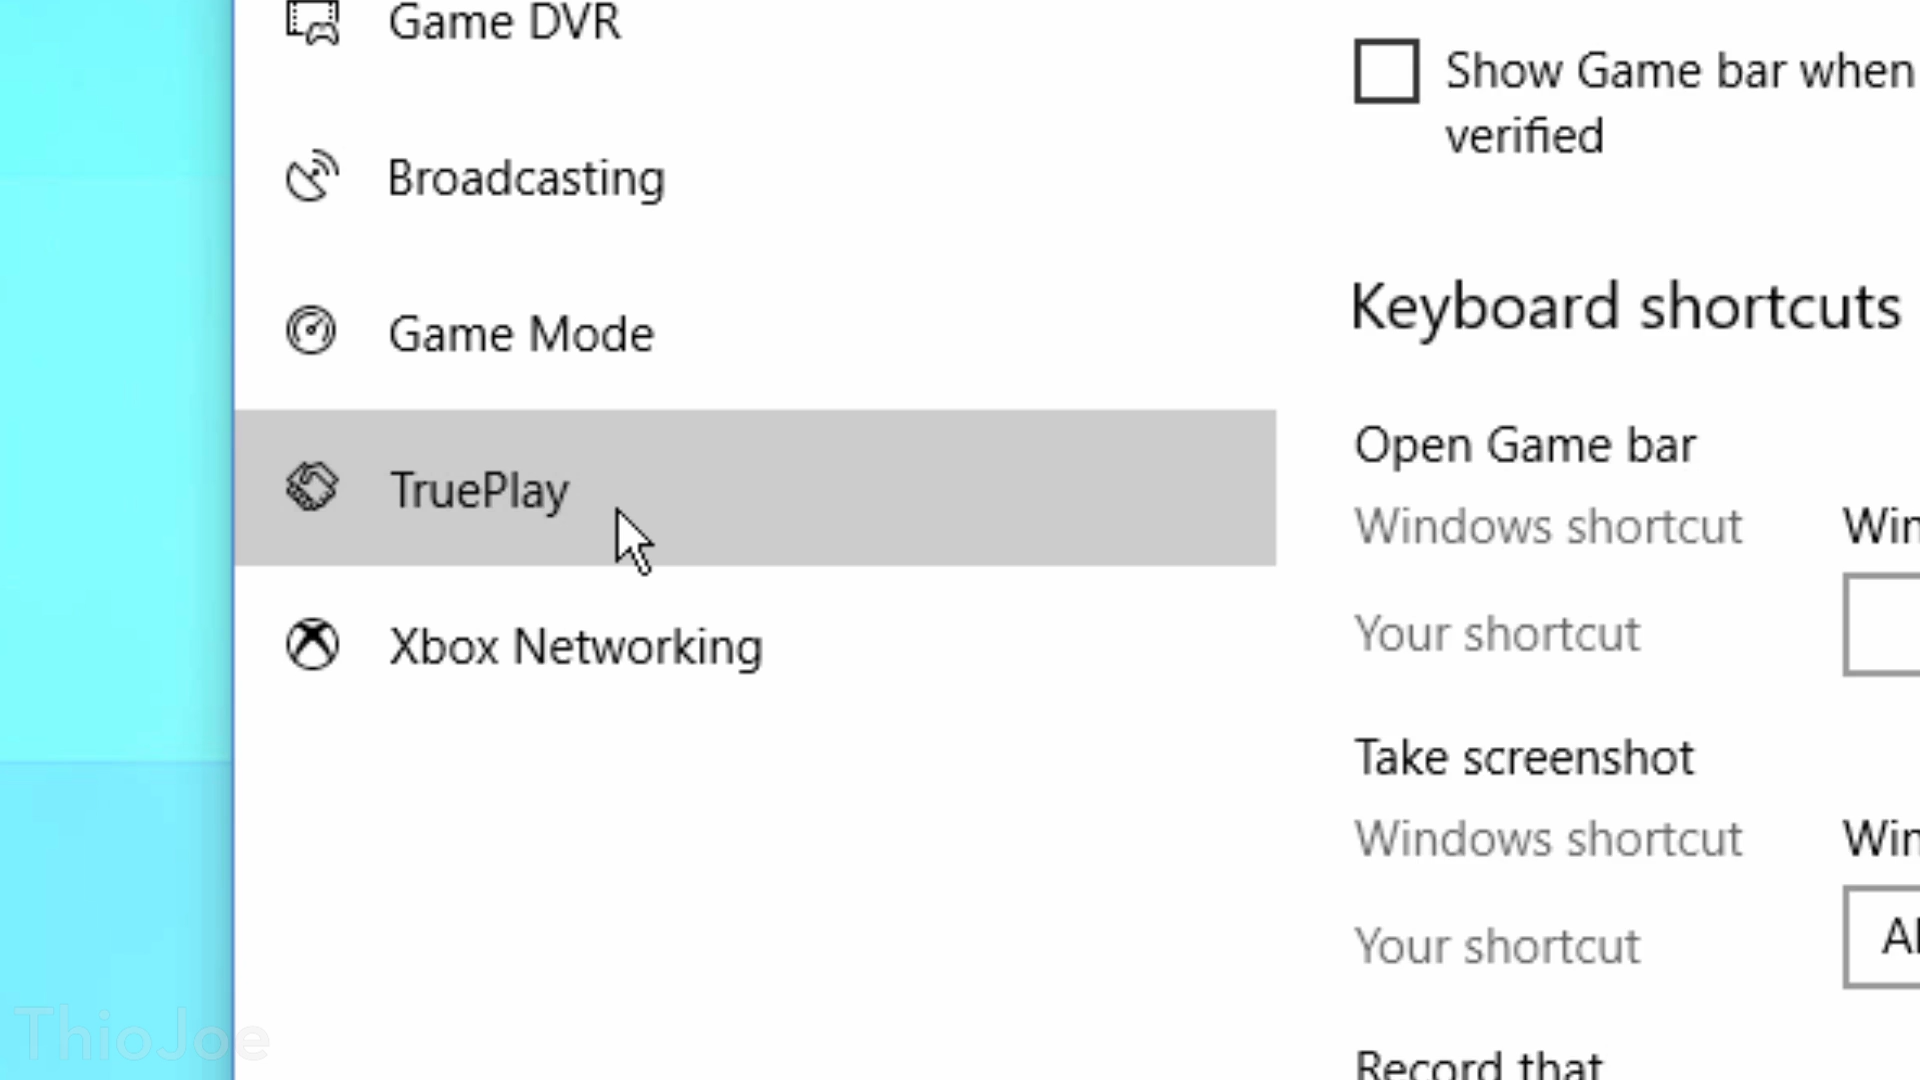 Game DVR
Broadcasting
Game Mode
TruePlay
Xbox Networking
Show Game bar when
verified
Keyboard shortcuts
Open Game bar
Windows shortcut
Your shortcut
Take screenshot
Windows shortcut
Your shortcut
Record that
ThioJoe